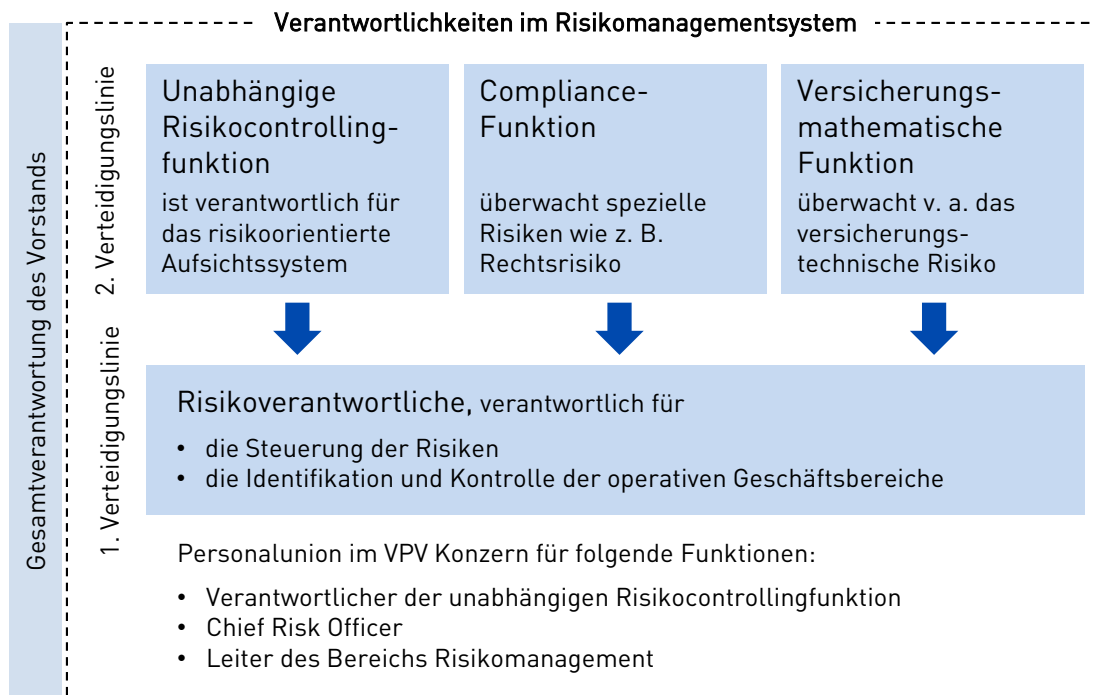 Verantwortlichkeiten im Risikomanagementsystem
Gesamtverantwortung des Vorstands
2. Verteidigungslinie
Unabhängige
Risikocontrolling-
funktion
ist verantwortlich für
das risikoorientierte
Aufsichtssystem
Compliance-
Funktion
überwacht spezielle
Risiken wie z. B.
Rechtsrisiko
Versicherungs-
mathematische
Funktion
überwacht v. a. das
versicherungs-
technische Risiko
1. Verteidigungslinie
Risikoverantwortliche, verantwortlich für
• die Steuerung der Risiken
• die Identifikation und Kontrolle der operativen Geschäftsbereiche
Personalunion im VPV Konzern für folgende Funktionen:
• Verantwortlicher der unabhängigen Risikocontrollingfunktion
• Chief Risk Officer
• Leiter des Bereichs Risikomanagement